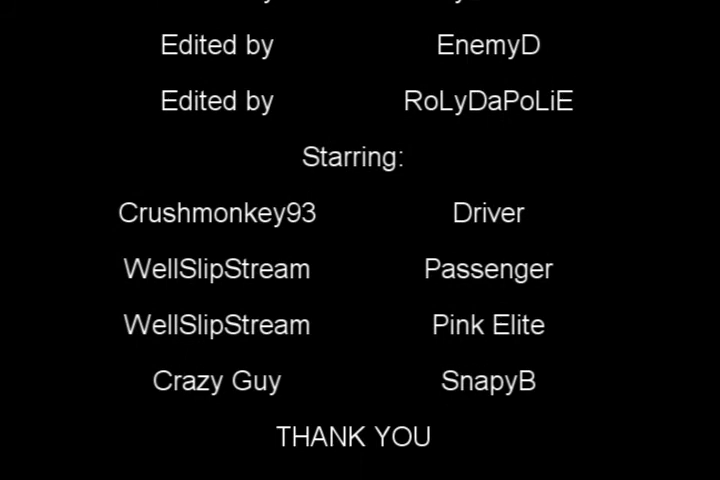 Edited by EnemyD
Edited by RoLyDaPoLiE
Starring:
Crushmonkey93 Driver
WellSlipStream Passenger
WellSlipStream Pink Elite
Crazy Guy SnapyB
THANK YOU